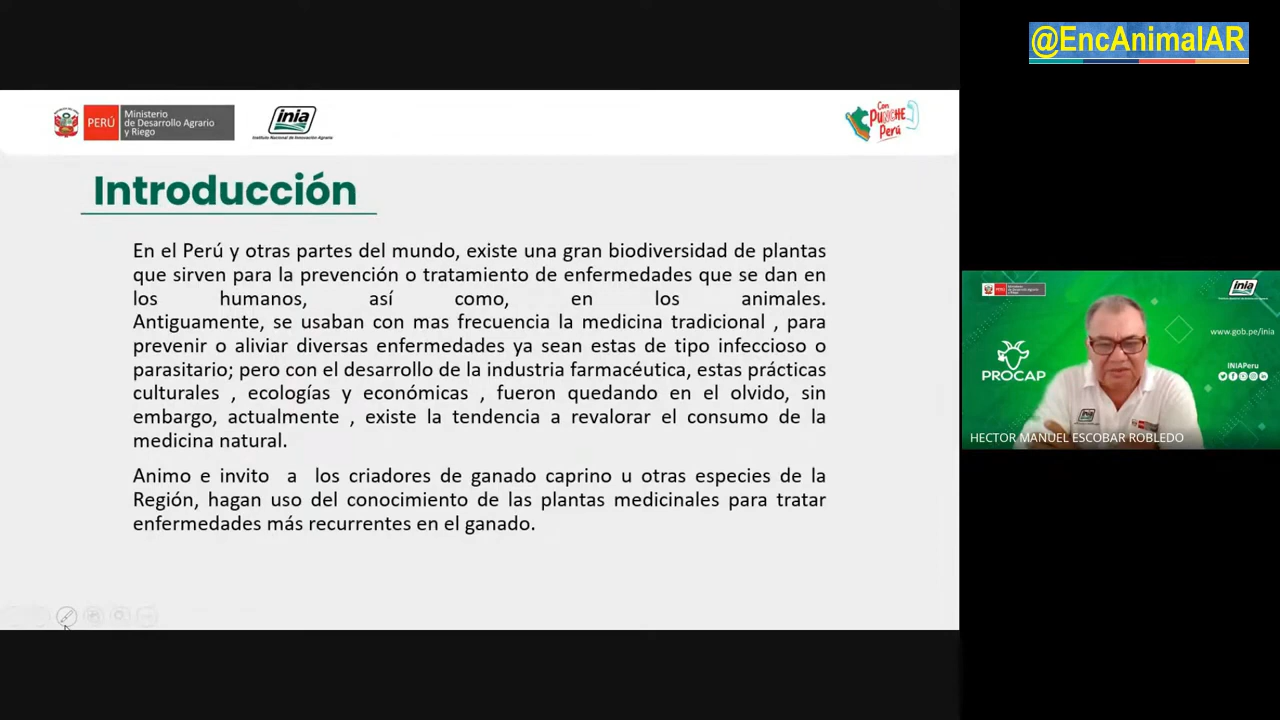 @EncAnimalAR
PERÚ
Ministerio
de Desarrollo Agrario
y Riego
inia
Instituto Nacional de Innovación Agraria
Con
PUNCHE
Perú
Introducción
En el Perú y otras partes del mundo, existe una gran biodiversidad de plantas
que sirven para la prevención o tratamiento de enfermedades que se dan en
los humanos, así como, en los animales.
Antiguamente, se usaban con mas frecuencia la medicina tradicional , para
prevenir o aliviar diversas enfermedades ya sean estas de tipo infeccioso o
parasitario; pero con el desarrollo de la industria farmacéutica, estas prácticas
culturales , ecologías y económicas , fueron quedando en el olvido, sin
embargo, actualmente , existe la tendencia a revalorar el consumo de la
medicina natural.
Animo e invito a los criadores de ganado caprino u otras especies de la
Región, hagan uso del conocimiento de las plantas medicinales para tratar
enfermedades más recurrentes en el ganado.
PERÚ
inia
www.gob.pe/inia
PROCAP
INIAPeru
inia
HECTOR MANUEL ESCOBAR ROBLEDO